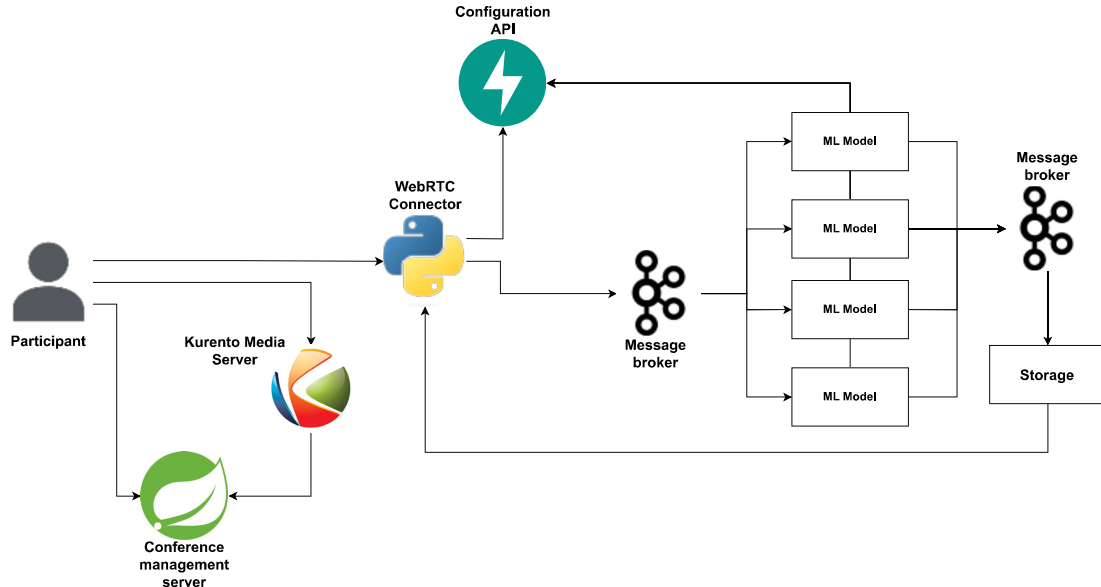 Configuration
API
WebRTC
Connector
ML Model
Message
broker
ML Model
Participant
Kurento Media
Server
Message
broker
ML Model
Storage
ML Model
Conference
management
server